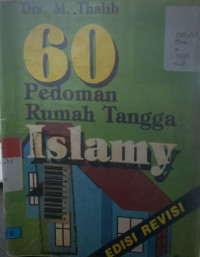 Drs. M. Thalib
60
Pedoman
Rumah Tangga
Islamy
EDISI REVISI